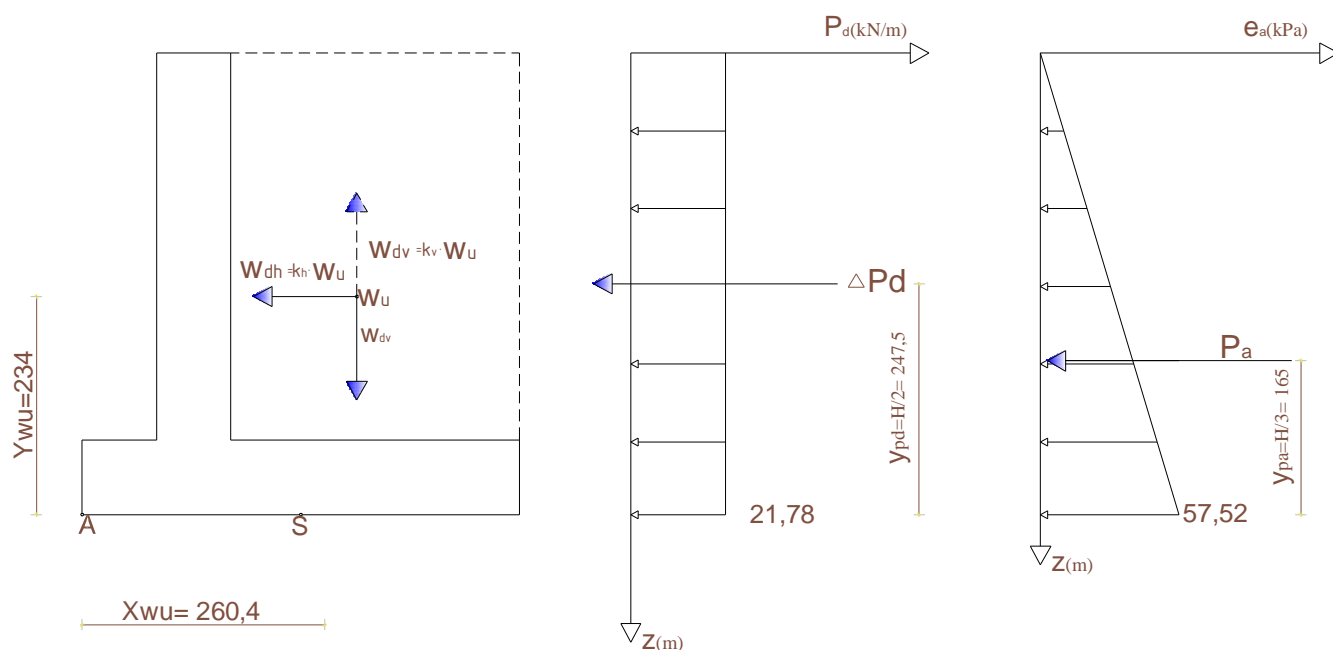 Pd(kN/m)
ea(kPa)
Wdv =kv· Wu
Wdh =kh· Wu
Wu
Wdv
△Pd
Pa
Ywu=234
ypd=H/2= 247,5
ypa=H/3= 165
A
S
21,78
57,52
z(m)
Xwu= 260,4
z(m)